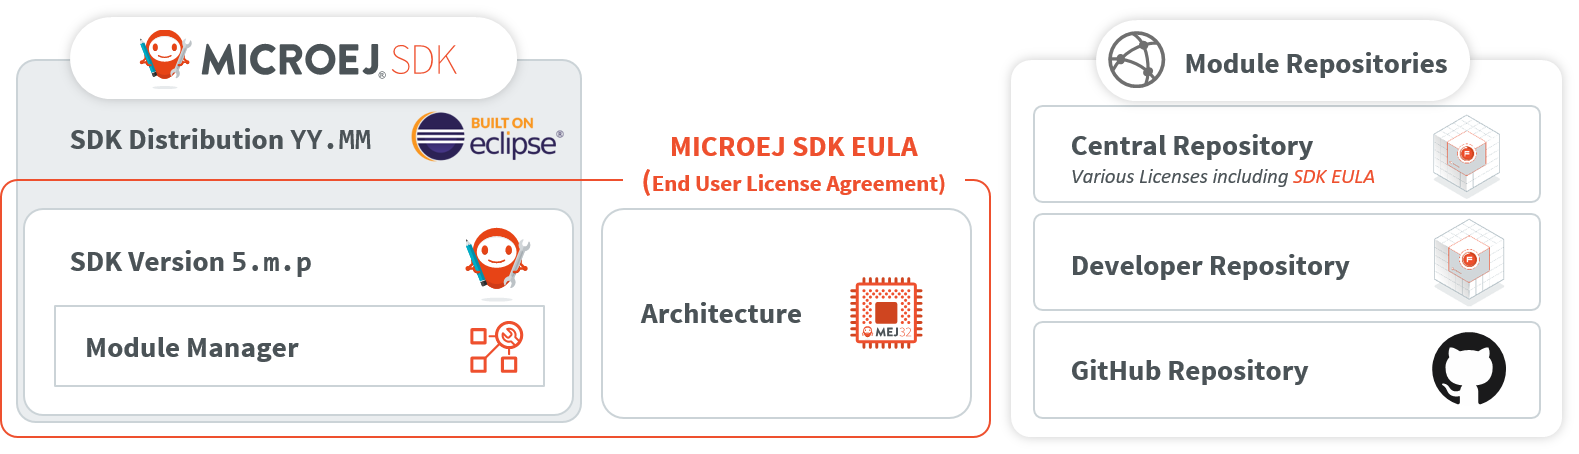 MICROEJ® SDK
SDK Distribution YY.MM
BUILT ON
eclipse®
MICROEJ SDK EULA
(End User License Agreement)
SDK Version 5.m.p
Module Manager
Architecture
MEJ32
Module Repositories
Central Repository
Various Licenses including SDK EULA
Developer Repository
GitHub Repository